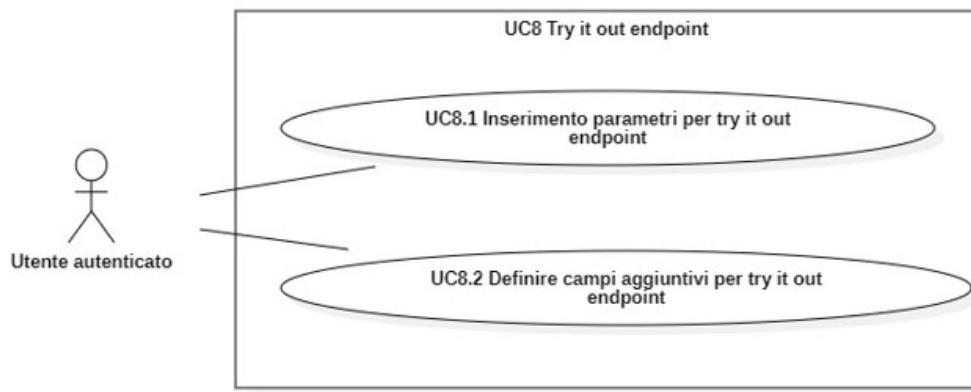 UC8 Try it out endpoint
UC8.1 Inserimento parametri per try it out
endpoint
Utente autenticato
UC8.2 Definire campi aggiuntivi per try it out
endpoint